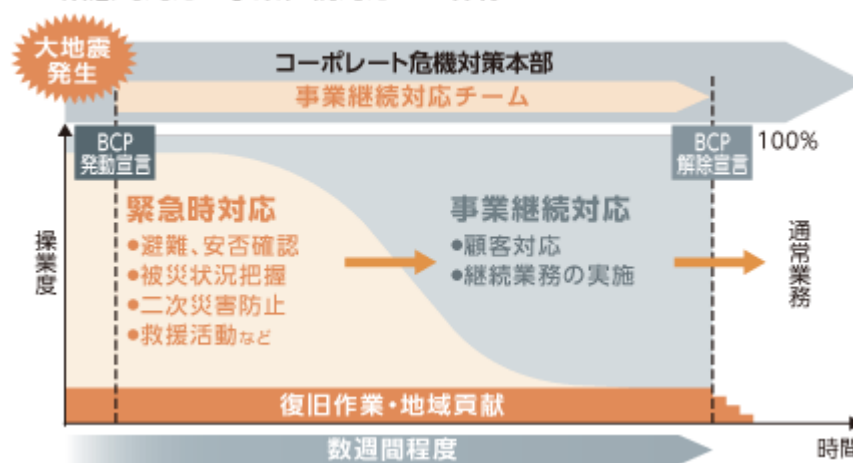 大地震
発生
コーポレート危機対策本部
事業継続対応チーム
BCP
発動宣言
BCP
解除宣言
100%
操業度
緊急時対応
●避難、安否確認
●被災状況把握
●二次災害防止
●救援活動など
事業継続対応
●顧客対応
●継続業務の実施
通常業務
復旧作業・地域貢献
数週間程度
時間